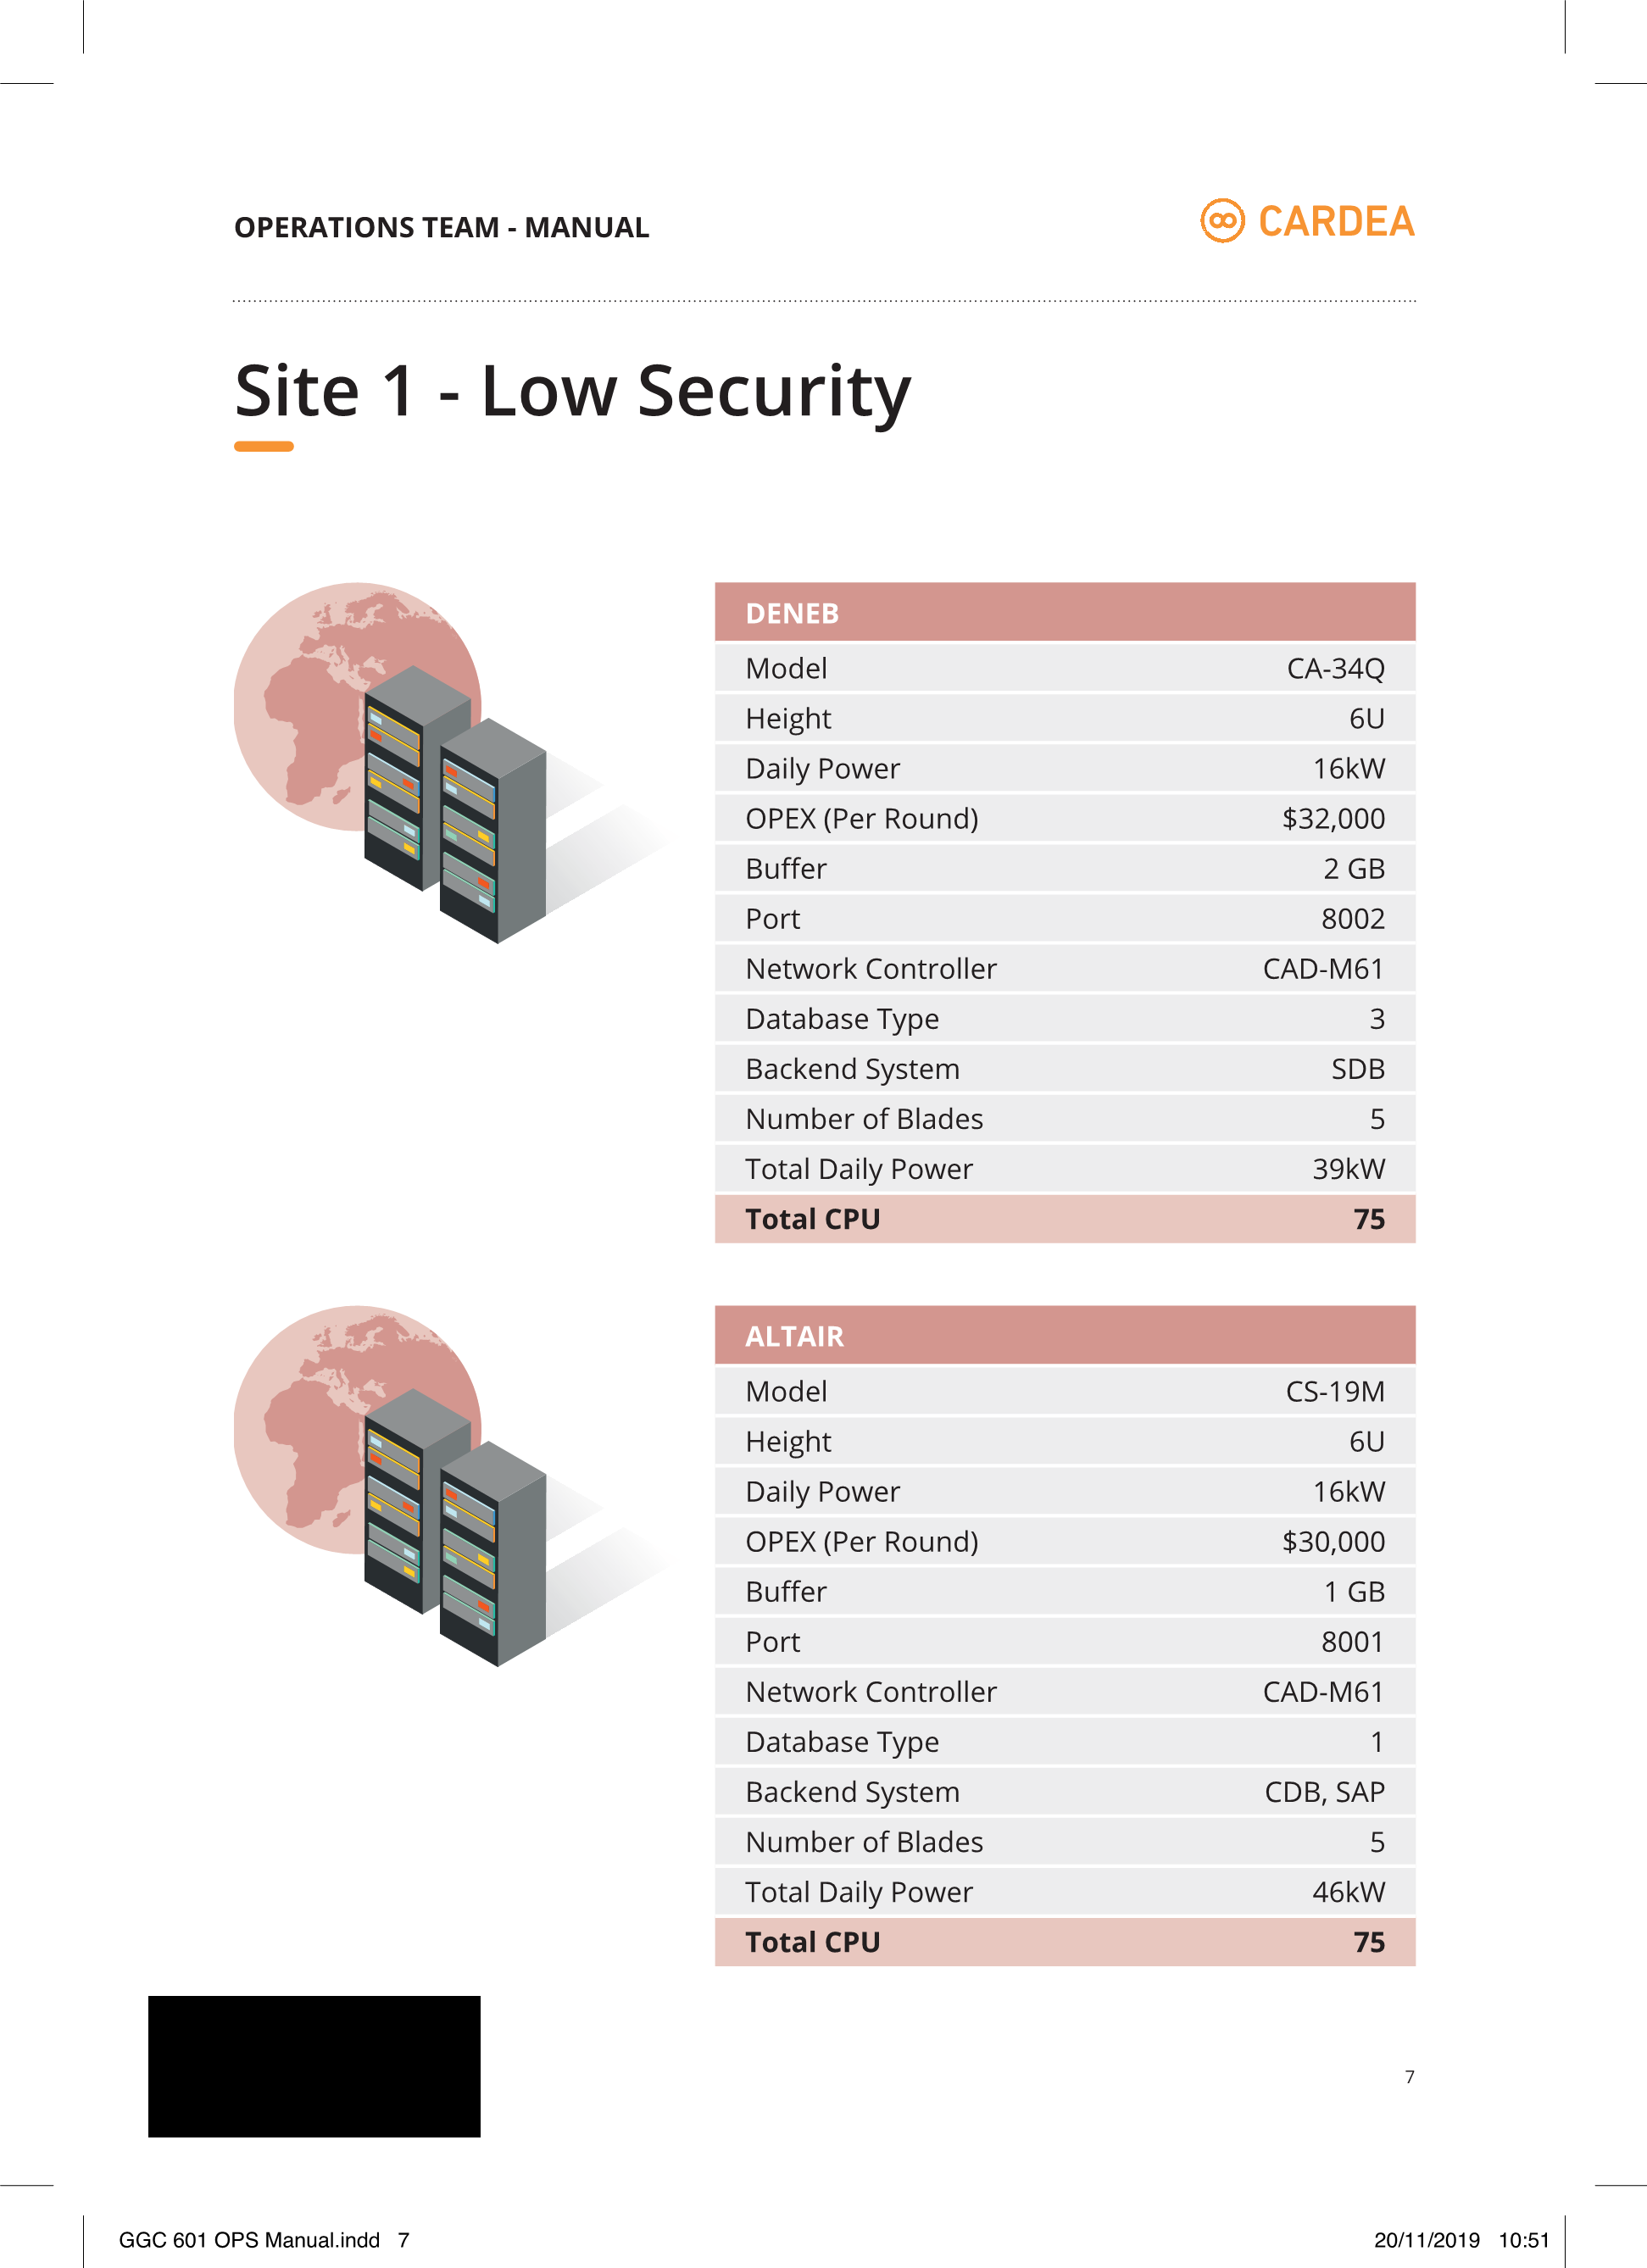 OPERATIONS TEAM - MANUAL
CARDEA
Site 1 - Low Security
DENEB
Model CA-34Q
Height 6U
Daily Power 16kW
OPEX (Per Round) $32,000
Buffer 2 GB
Port 8002
Network Controller CAD-M61
Database Type 3
Backend System SDB
Number of Blades 5
Total Daily Power 39kW
Total CPU 75
ALTAIR
Model CS-19M
Height 6U
Daily Power 16kW
OPEX (Per Round) $30,000
Buffer 1 GB
Port 8001
Network Controller CAD-M61
Database Type 1
Backend System CDB, SAP
Number of Blades 5
Total Daily Power 46kW
Total CPU 75
7
GGC 601 OPS Manual.indd 7 20/11/2019 10:51